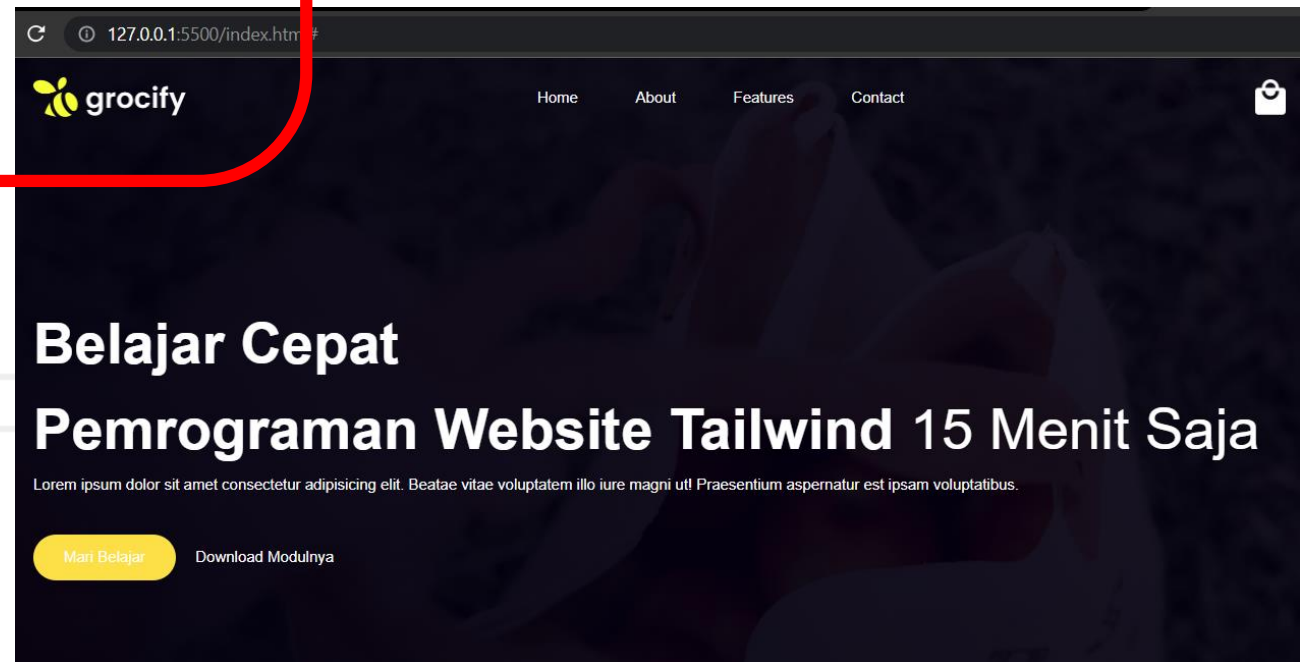 127.0.0.1:5500/index.htm #
grocify
Home About Features Contact
Belajar Cepat
Pemrograman Website Tailwind 15 Menit Saja
Lorem ipsum dolor sit amet consectetur adipisicing elit. Beatae vitae voluptatem illo iure magni ut! Praesentium aspernatur est ipsam voluptatibus.
Mari Belajar Download Modulnya